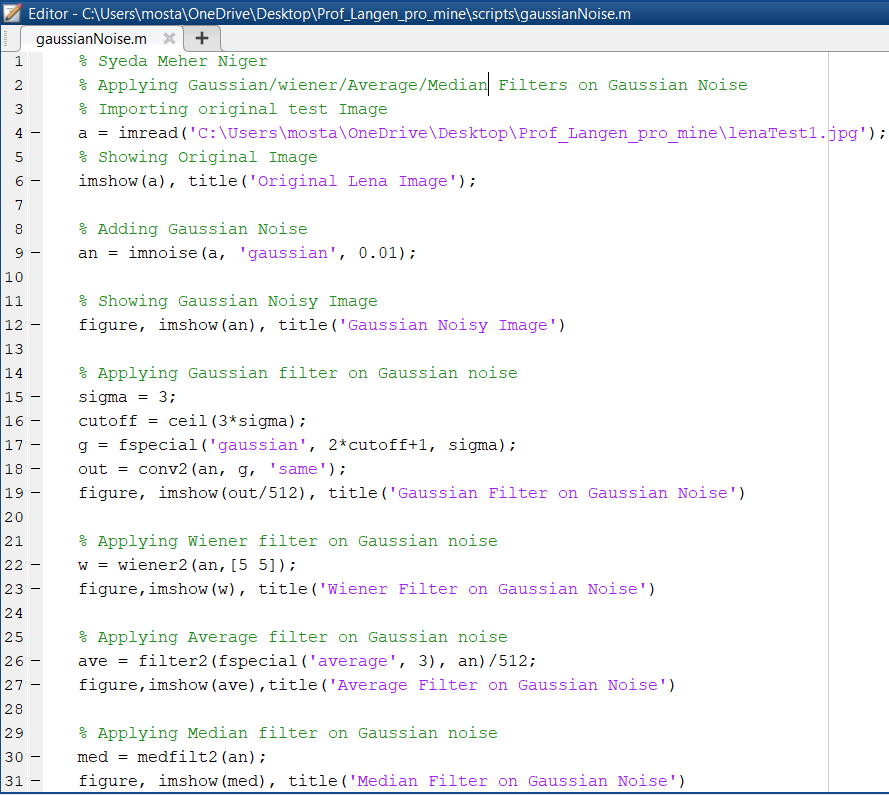 Editor - C:\Users\mosta\OneDrive\Desktop\Prof_Langen_pro_mine\scripts\gaussianNoise.m
gaussianNoise.m × +
1 % Syeda Meher Niger
2 % Applying Gaussian/wiener/Average/Median Filters on Gaussian Noise
3 % Importing original test Image
4 – a = imread('C:\Users\mosta\OneDrive\Desktop\Prof_Langen_pro_mine\lenaTest1.jpg');
5 % Showing Original Image
6 – imshow(a), title('Original Lena Image');
7
8 % Adding Gaussian Noise
9 – an = imnoise(a, 'gaussian', 0.01);
10
11 % Showing Gaussian Noisy Image
12 – figure, imshow(an), title('Gaussian Noisy Image')
13
14 % Applying Gaussian filter on Gaussian noise
15 – sigma = 3;
16 – cutoff = ceil(3*sigma);
17 – g = fspecial('gaussian', 2*cutoff+1, sigma);
18 – out = conv2(an, g, 'same');
19 – figure, imshow(out/512), title('Gaussian Filter on Gaussian Noise')
20
21 % Applying Wiener filter on Gaussian noise
22 – w = wiener2(an,[5 5]);
23 – figure,imshow(w), title('Wiener Filter on Gaussian Noise')
24
25 % Applying Average filter on Gaussian noise
26 – ave = filter2(fspecial('average', 3), an)/512;
27 – figure,imshow(ave),title('Average Filter on Gaussian Noise')
28
29 % Applying Median filter on Gaussian noise
30 – med = medfilt2(an);
31 – figure, imshow(med), title('Median Filter on Gaussian Noise')